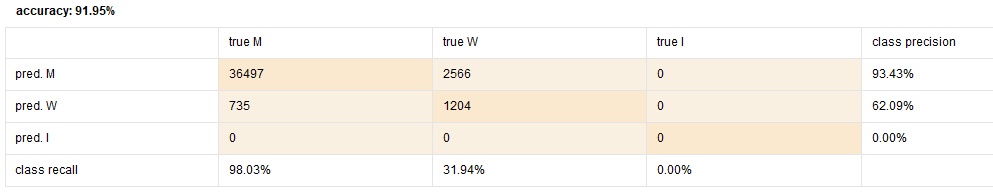 accuracy: 91.95%
true M true W true I class precision
pred. M 36497 2566 0 93.43%
pred. W 735 1204 0 62.09%
pred. I 0 0 0 0.00%
class recall 98.03% 31.94% 0.00%